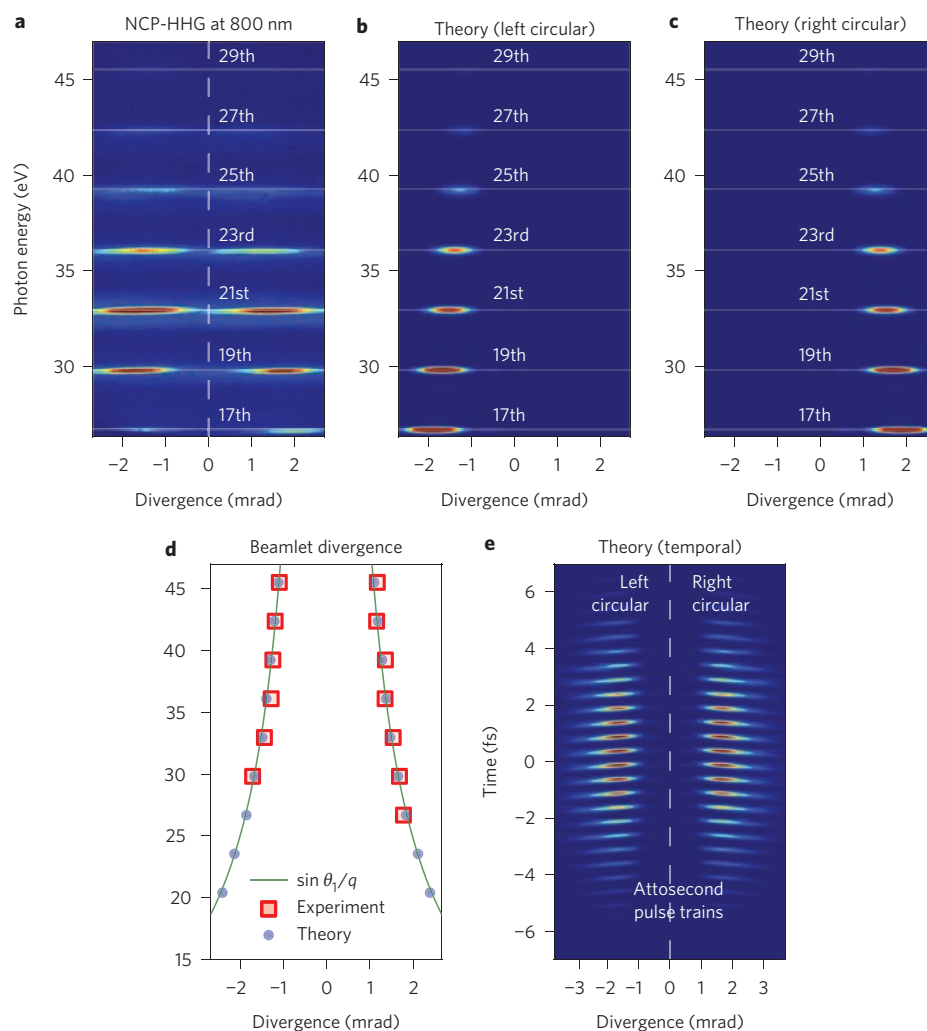 a NCP-HHG at 800 nm
b Theory (left circular)
c Theory (right circular)
Photon energy (eV)
45
40
35
30
29th
27th
25th
23rd
21st
19th
17th
−2 −1 0 1 2
Divergence (mrad)
45
40
35
30
29th
27th
25th
23rd
21st
19th
17th
−2 −1 0 1 2
Divergence (mrad)
45
40
35
30
29th
27th
25th
23rd
21st
19th
17th
−2 −1 0 1 2
Divergence (mrad)
d Beamlet divergence
45
40
35
30
25
20
15
sin θ1/q
Experiment
Theory
−2 −1 0 1 2
Divergence (mrad)
e Theory (temporal)
Time (fs)
6
4
2
0
−2
−4
−6
Left
circular
Right
circular
Attosecond
pulse trains
−3 −2 −1 0 1 2 3
Divergence (mrad)